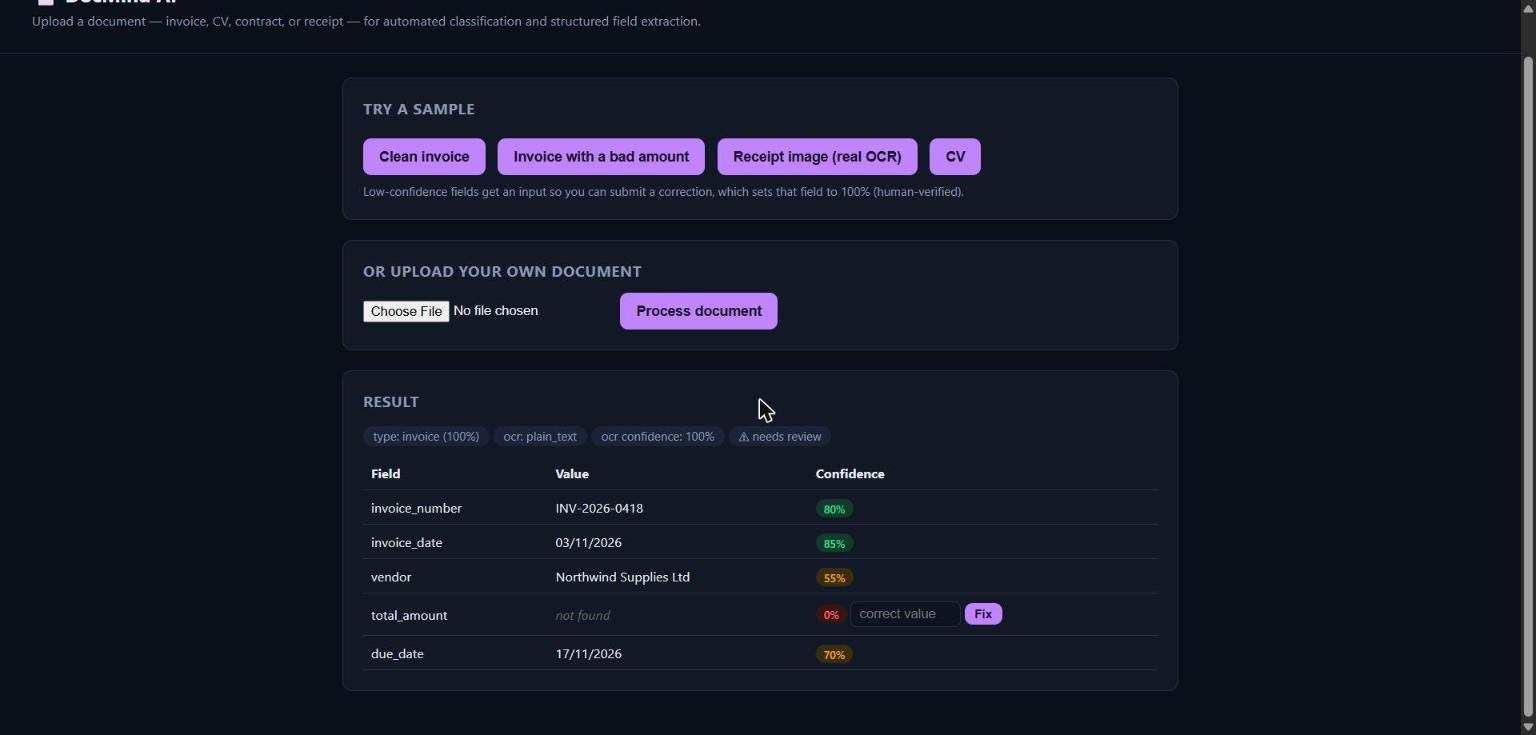 Upload a document — invoice, CV, contract, or receipt — for automated classification and structured field extraction.
TRY A SAMPLE
Clean invoice Invoice with a bad amount Receipt image (real OCR) CV
Low-confidence fields get an input so you can submit a correction, which sets that field to 100% (human-verified).
OR UPLOAD YOUR OWN DOCUMENT
Choose File No file chosen Process document
RESULT
type: invoice (100%) ocr: plain_text ocr confidence: 100% ⚠ needs review
Field Value Confidence
invoice_number INV-2026-0418 80%
invoice_date 03/11/2026 85%
vendor Northwind Supplies Ltd 55%
total_amount not found 0% correct value Fix
due_date 17/11/2026 70%